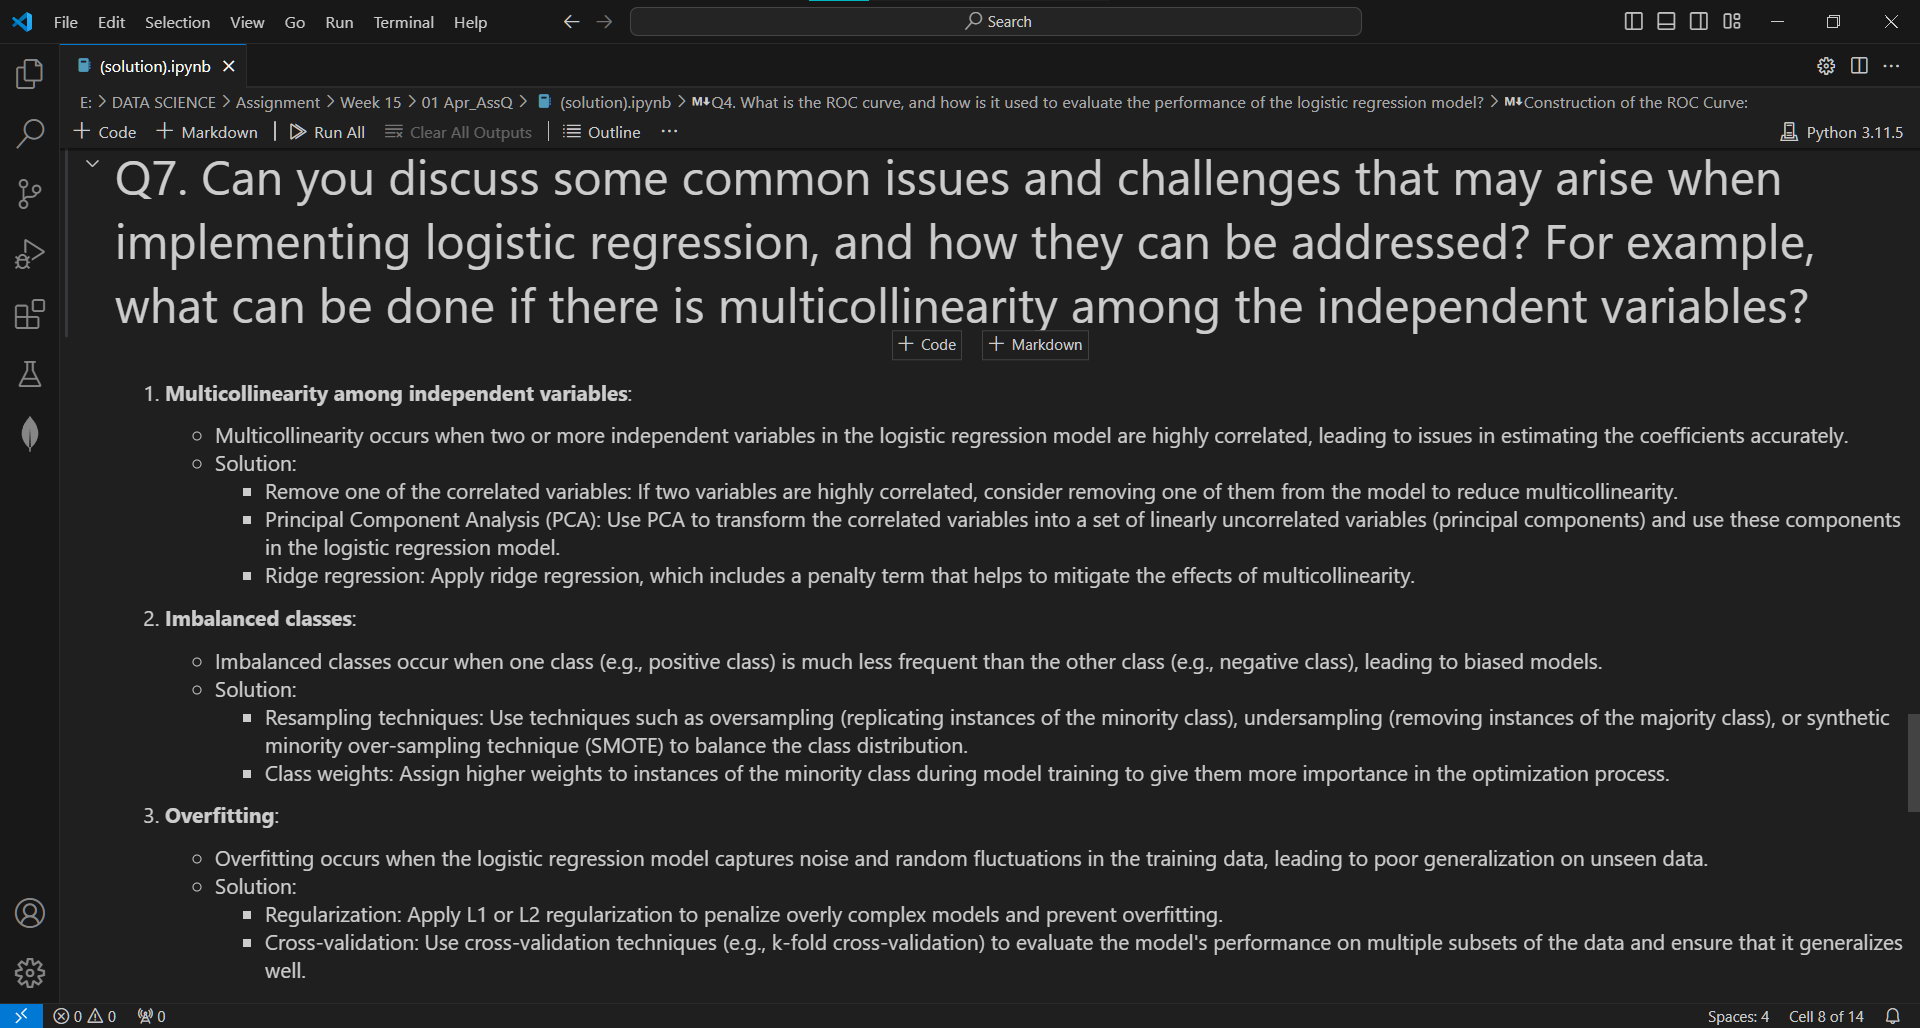 File Edit Selection View Go Run Terminal Help Search
(solution).ipynb
E: > DATA SCIENCE > Assignment > Week 15 > 01 Apr_AssQ > (solution).ipynb > M↓Q4. What is the ROC curve, and how is it used to evaluate the performance of the logistic regression model? > M↓Construction of the ROC Curve:
+ Code + Markdown | Run All Clear All Outputs | Outline ··· Python 3.11.5
Q7. Can you discuss some common issues and challenges that may arise when
implementing logistic regression, and how they can be addressed? For example,
what can be done if there is multicollinearity among the independent variables?
+ Code + Markdown
1. Multicollinearity among independent variables:
○ Multicollinearity occurs when two or more independent variables in the logistic regression model are highly correlated, leading to issues in estimating the coefficients accurately.
○ Solution:
▪ Remove one of the correlated variables: If two variables are highly correlated, consider removing one of them from the model to reduce multicollinearity.
▪ Principal Component Analysis (PCA): Use PCA to transform the correlated variables into a set of linearly uncorrelated variables (principal components) and use these components
in the logistic regression model.
▪ Ridge regression: Apply ridge regression, which includes a penalty term that helps to mitigate the effects of multicollinearity.
2. Imbalanced classes:
○ Imbalanced classes occur when one class (e.g., positive class) is much less frequent than the other class (e.g., negative class), leading to biased models.
○ Solution:
▪ Resampling techniques: Use techniques such as oversampling (replicating instances of the minority class), undersampling (removing instances of the majority class), or synthetic
minority over-sampling technique (SMOTE) to balance the class distribution.
▪ Class weights: Assign higher weights to instances of the minority class during model training to give them more importance in the optimization process.
3. Overfitting:
○ Overfitting occurs when the logistic regression model captures noise and random fluctuations in the training data, leading to poor generalization on unseen data.
○ Solution:
▪ Regularization: Apply L1 or L2 regularization to penalize overly complex models and prevent overfitting.
▪ Cross-validation: Use cross-validation techniques (e.g., k-fold cross-validation) to evaluate the model's performance on multiple subsets of the data and ensure that it generalizes
well.
0 0 0 Spaces: 4 Cell 8 of 14